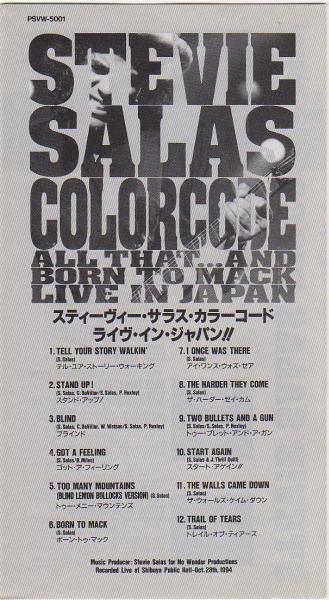 PSVW-5001
STEVIE
SALAS
COLORCODE
ALL THAT...AND
BORN TO MACK
LIVE IN JAPAN
スティーヴィー・サラス・カラーコード
ライヴ・イン・ジャパン!!
1. TELL YOUR STORY WALKIN'
(S. Salas)
テル・ユア・ストーリー・ウォーキング
2. STAND UP!
(S. Salas, C. DeVillar/S. Salas, P. Hoxley)
スタンド・アップ!
3. BLIND
(S. Salas, C. DeVillar, W. Watson/S. Salas, P. Hoxley)
ブラインド
4. GOT A FEELING
(S. Salas/B. Miles)
ゴット・ア・フィーリング
5. TOO MANY MOUNTAINS
(BLIND LEMON BOLLOCKS VERSION) (S. Salas)
トゥー・メニー・マウンテンズ
6. BORN TO MACK
(S. Salas)
ボーン・トゥ・マック
7. I ONCE WAS THERE
(S. Salas)
アイ・ワンス・ウォズ・ゼア
8. THE HARDER THEY COME
(S. Salas)
ザ・ハーダー・ゼイ・カム
9. TWO BULLETS AND A GUN
(S. Salas/S. Salas, P. Hoxley)
トゥー・ブレット・アンド・ア・ガン
10. START AGAIN
(S. Salas & J. Thrill Quill)
スタート・アゲイン!!
11. THE WALLS CAME DOWN
(S. Salas)
ザ・ウォールズ・ケイム・ダウン
12. TRAIL OF TEARS
(S. Salas)
トレイル・オブ・ティアーズ
Music Producer: Stevie Salas for No Wonder Productions
Recorded Live at Shibuya Public Hall-Oct. 28th, 1994